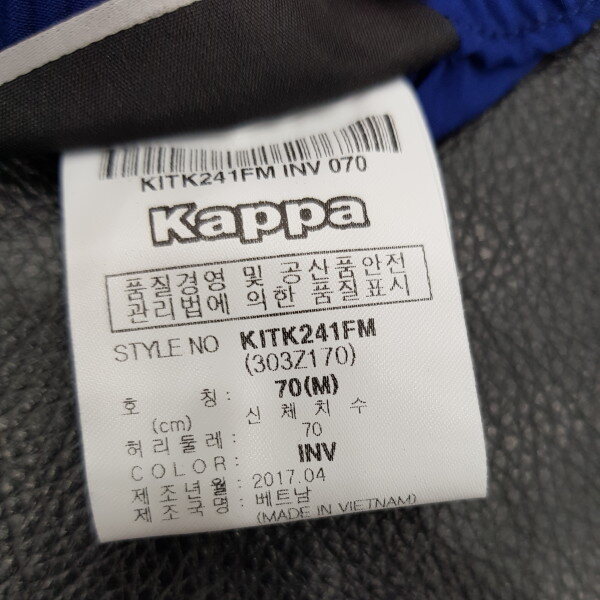 KITK241FM INV 070
Kappa
품질경영 및 공산품안전
관리법에 의한 품질표시
STYLE NO KITK241FM
(303Z170)
호 칭 : 70(M)
(cm) 신 체 치 수
허리둘레 : 70
COLOR : INV
제조년월 : 2017.04
제조국명 : 베트남
(MADE IN VIETNAM)